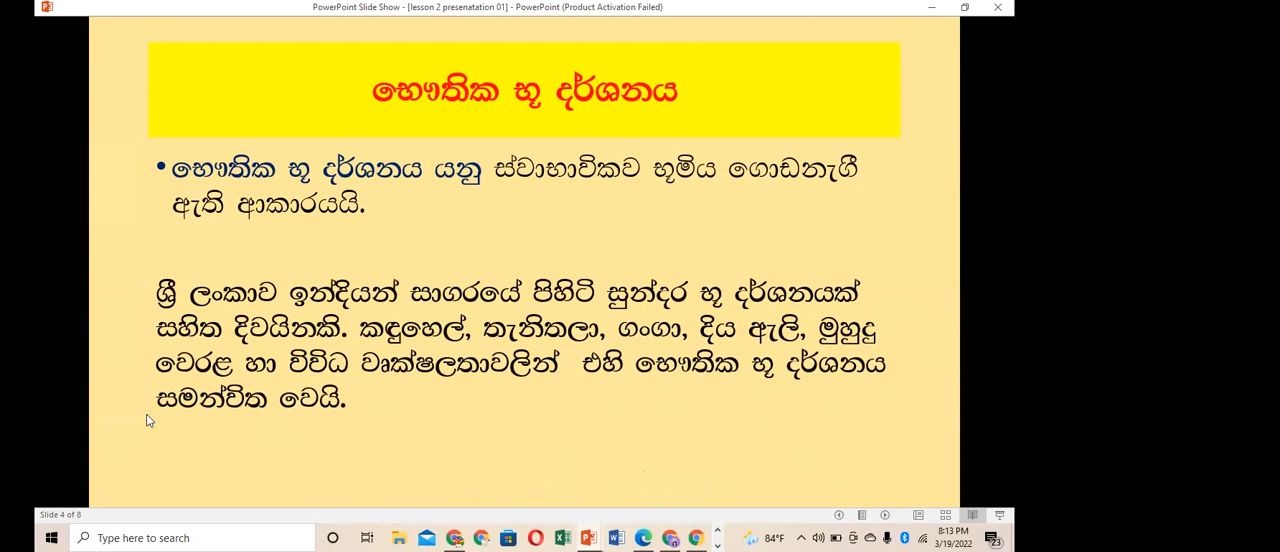 PowerPoint Slide Show - [lesson 2 presenatation 01] - PowerPoint (Product Activation Failed)
භෞතික භූ දර්ශනය
• භෞතික භූ දර්ශනය යනු ස්වාභාවිකව භූමිය ගොඩනැගී
ඇති ආකාරයයි.
ශ්‍රී ලංකාව ඉන්දියන් සාගරයේ පිහිටි සුන්දර භූ දර්ශනයක්
සහිත දිවයිනකි. කඳුහෙල්, තැනිතලා, ගංගා, දිය ඇලි, මුහුදු
වෙරළ හා විවිධ වෘක්ෂලතාවලින් එහි භෞතික භූ දර්ශනය
සමන්විත වෙයි.
Slide 4 of 8
Type here to search
84°F
8:13 PM
3/19/2022
23